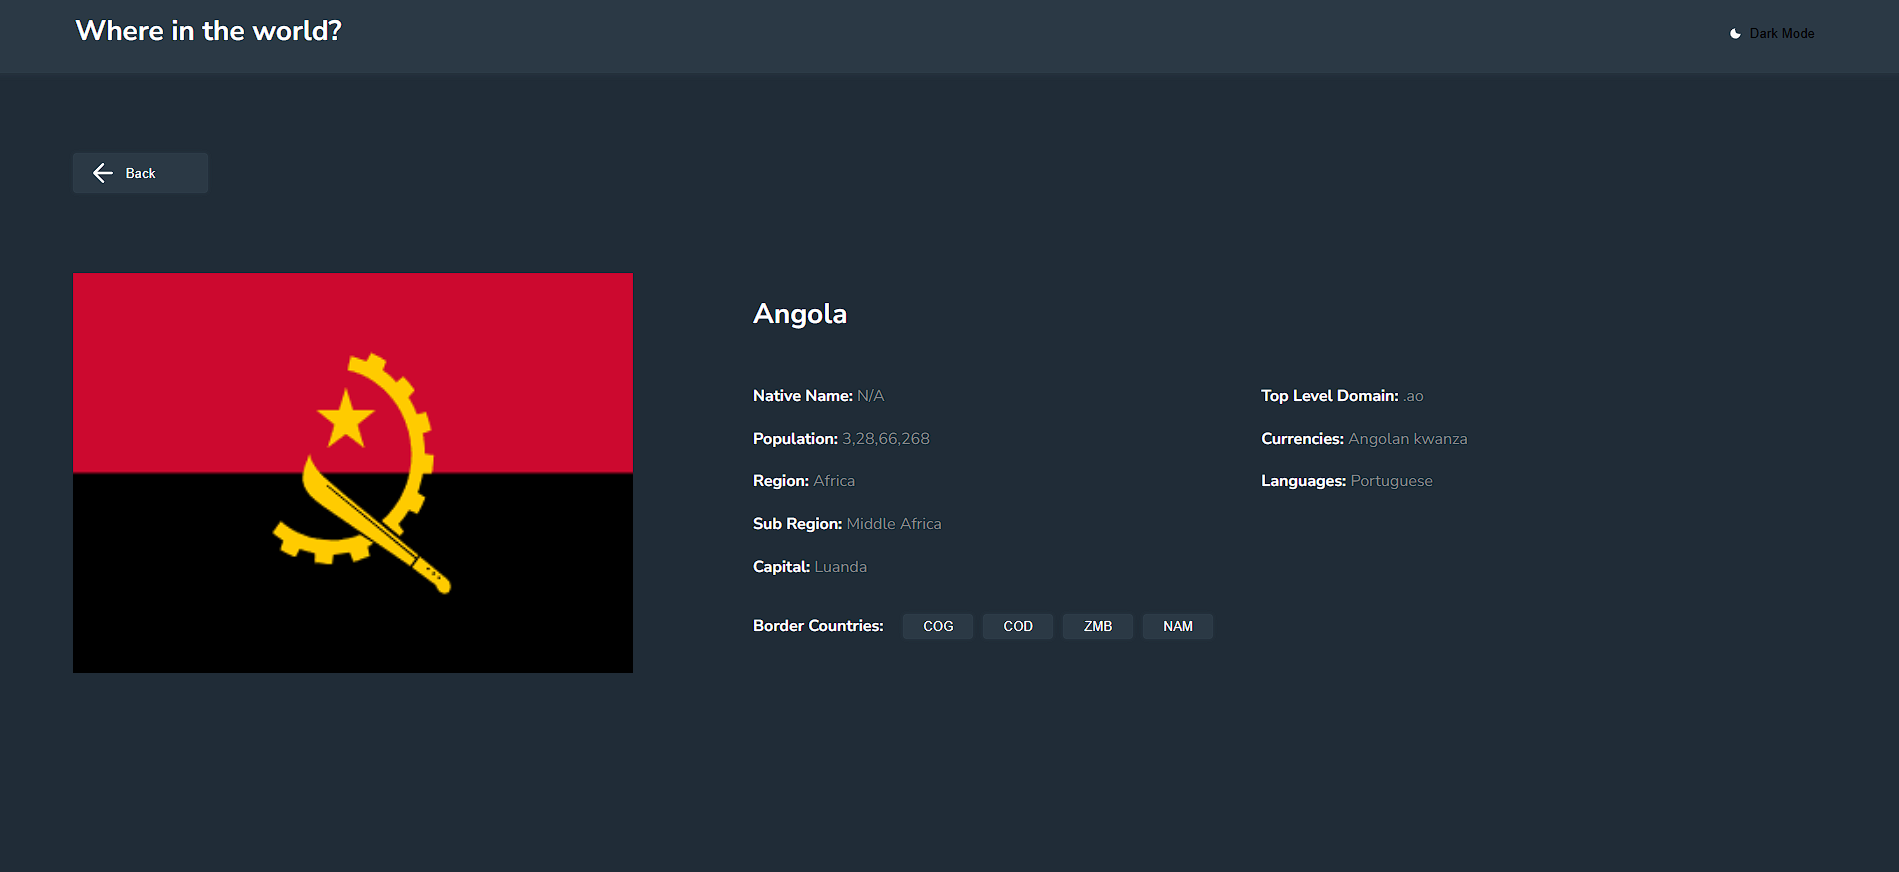 Where in the world?
Dark Mode
Back
Angola
Native Name: N/A
Population: 3,28,66,268
Region: Africa
Sub Region: Middle Africa
Capital: Luanda
Top Level Domain: .ao
Currencies: Angolan kwanza
Languages: Portuguese
Border Countries: COG COD ZMB NAM